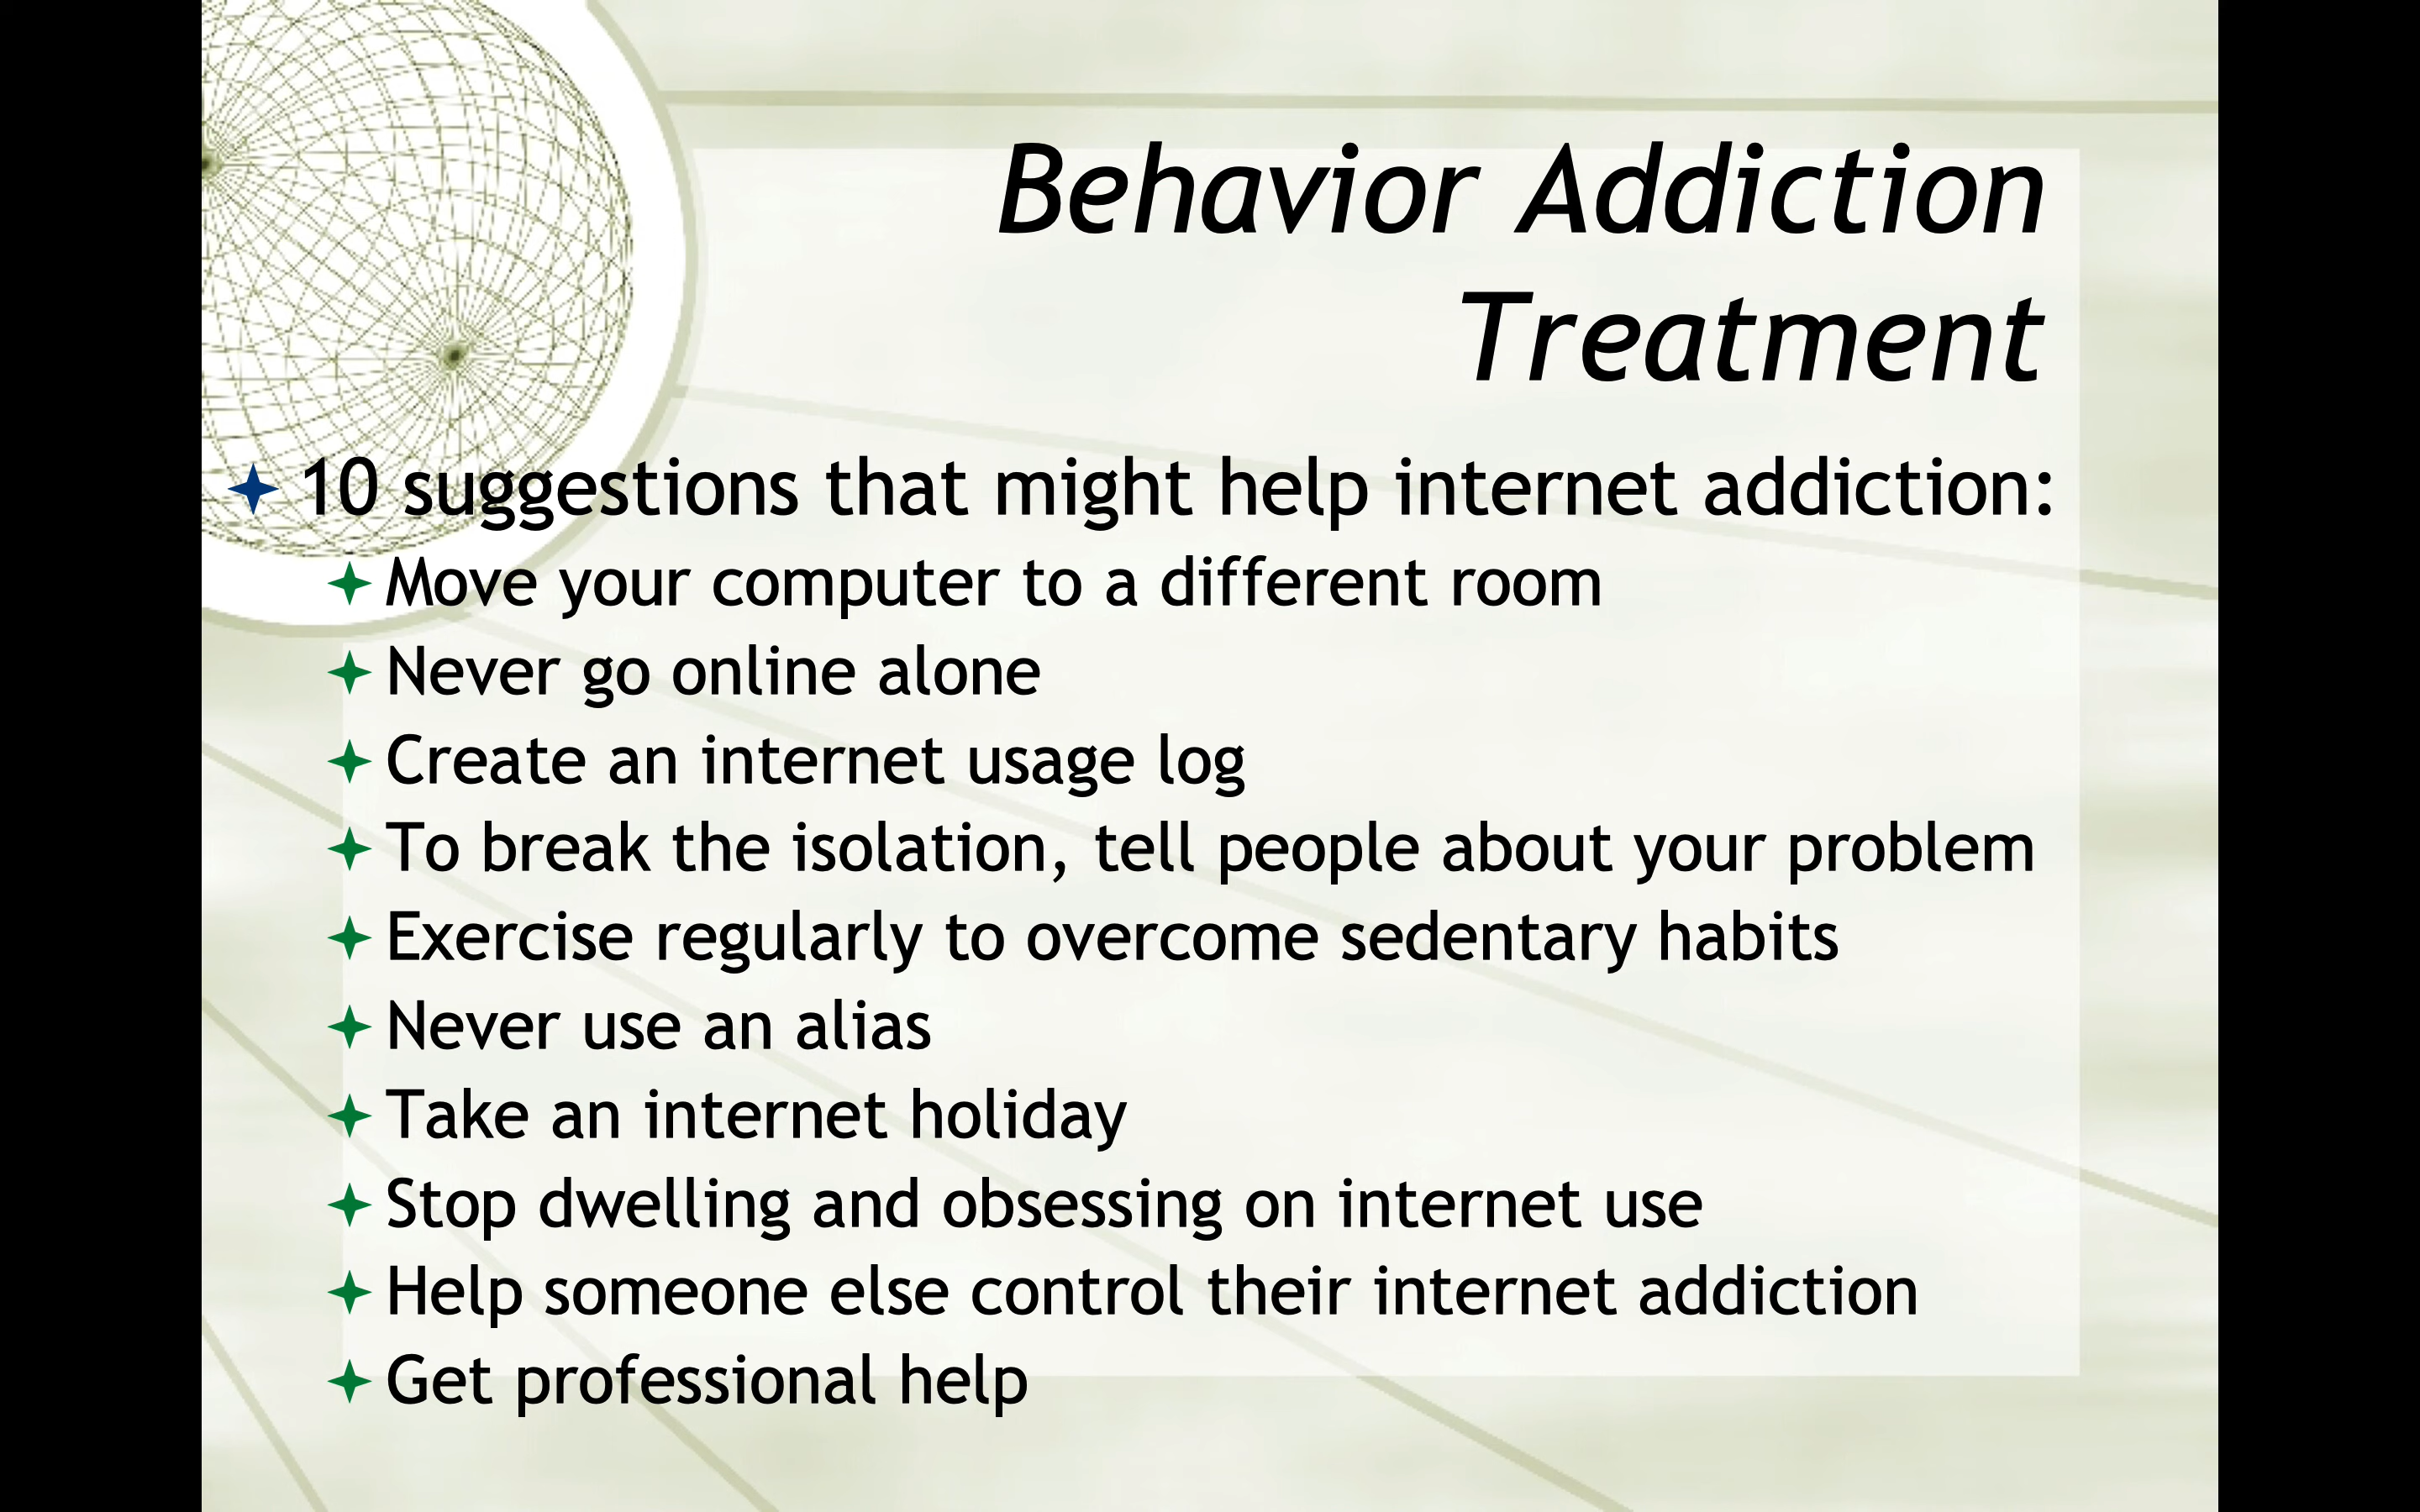 Behavior Addiction
Treatment
10 suggestions that might help internet addiction:
Move your computer to a different room
Never go online alone
Create an internet usage log
To break the isolation, tell people about your problem
Exercise regularly to overcome sedentary habits
Never use an alias
Take an internet holiday
Stop dwelling and obsessing on internet use
Help someone else control their internet addiction
Get professional help